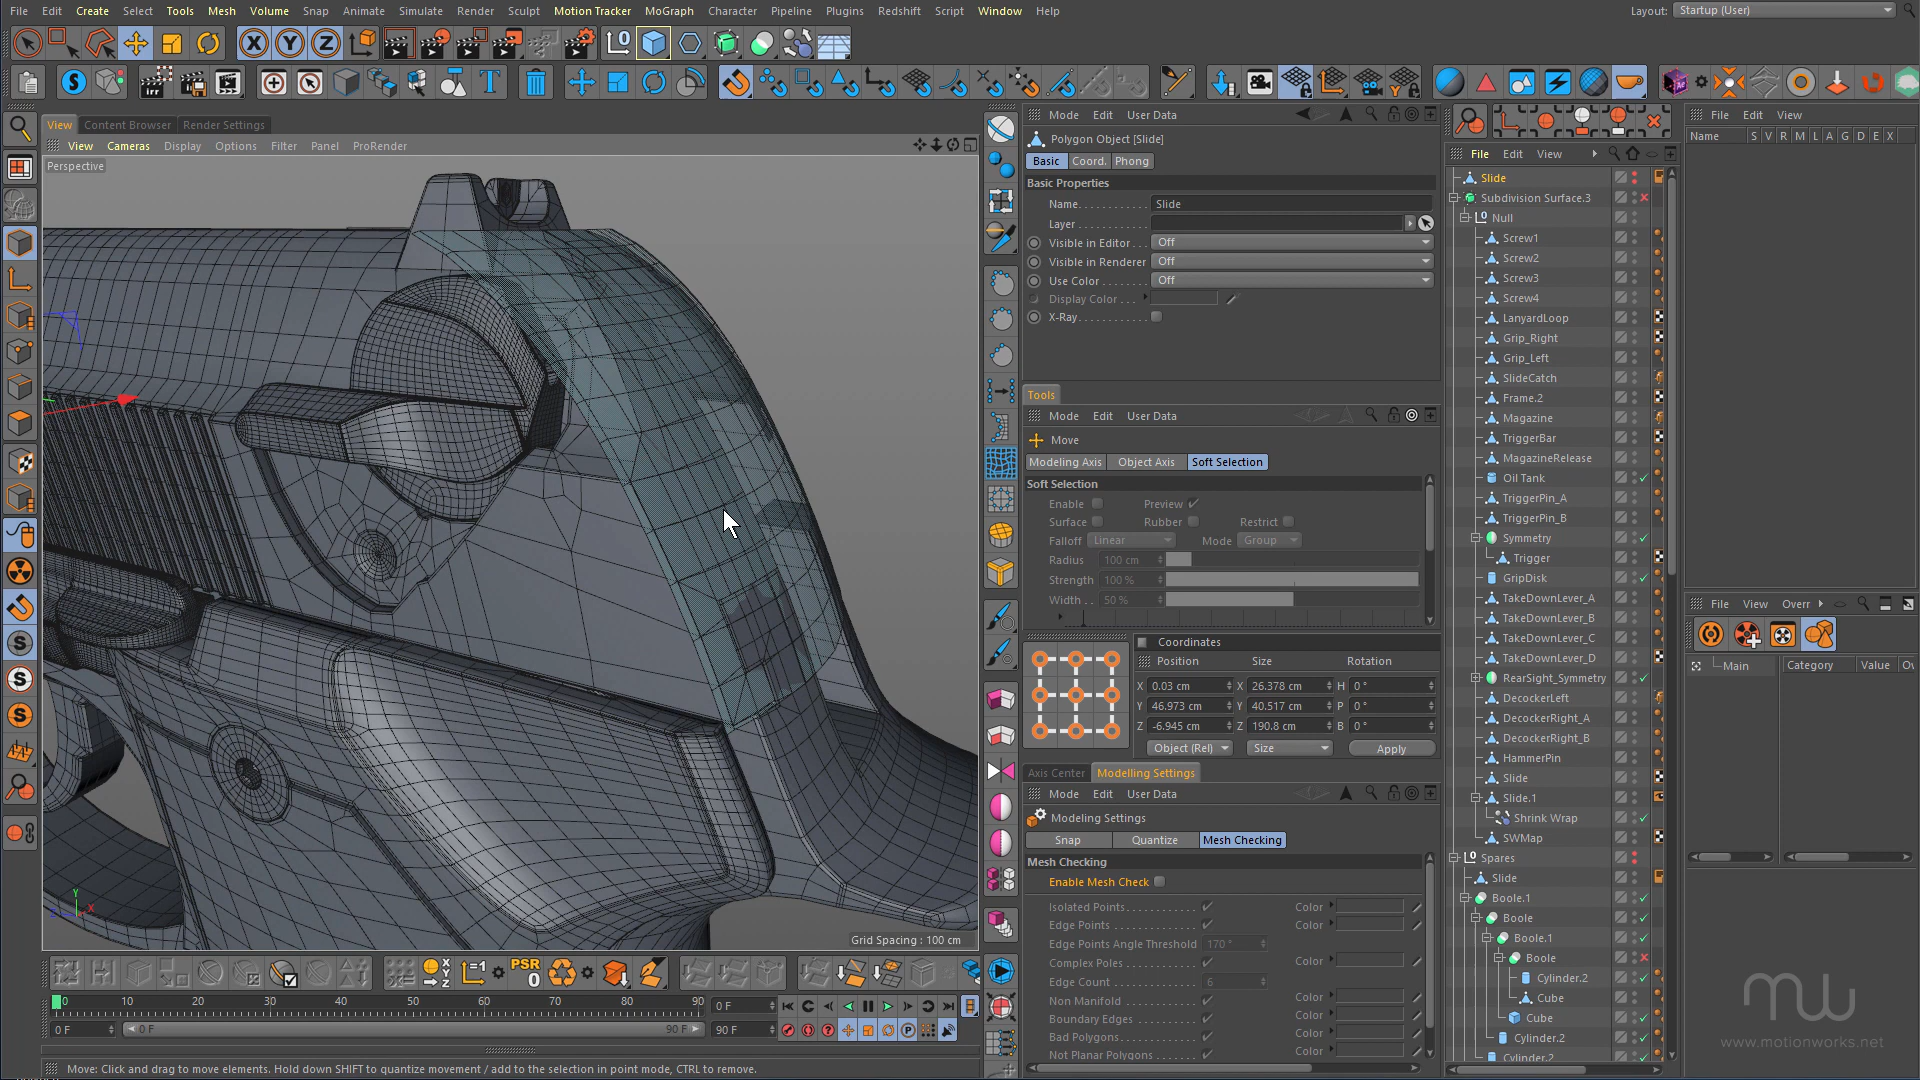 File Edit Create Select Tools Mesh Volume Snap Animate Simulate Render Sculpt Motion Tracker MoGraph Character Pipeline Plugins Redshift Script Window Help Layout: Startup (User)
View Content Browser Render Settings
View Cameras Display Options Filter Panel ProRender
Perspective
Grid Spacing : 100 cm
Mode Edit User Data
Polygon Object [Slide]
Basic Coord. Phong
Basic Properties
Name Slide
Layer
Visible in Editor Off
Visible in Renderer Off
Use Color Off
Display Color
X-Ray
Tools
Mode Edit User Data
Move
Modeling Axis Object Axis Soft Selection
Soft Selection
Enable Preview
Surface Rubber Restrict
Falloff Linear Mode Group
Radius 100 cm
Strength 100 %
Width 50 %
Coordinates
Position Size Rotation
X 0.03 cm X 26.378 cm H 0 °
Y 46.973 cm Y 40.517 cm P 0 °
Z -6.945 cm Z 190.8 cm B 0 °
Object (Rel) Size Apply
Axis Center Modelling Settings
Mode Edit User Data
Modeling Settings
Snap Quantize Mesh Checking
Mesh Checking
Enable Mesh Check
Isolated Points Color
Edge Points Color
Edge Points Angle Threshold 170 °
Complex Poles Color
Edge Count 6
Non Manifold Color
Boundary Edges Color
Bad Polygons Color
Not Planar Polygons Color
File Edit View
Slide
Subdivision Surface.3
Null
Screw1
Screw2
Screw3
Screw4
LanyardLoop
Grip_Right
Grip_Left
SlideCatch
Frame.2
Magazine
TriggerBar
MagazineRelease
Oil Tank
TriggerPin_A
TriggerPin_B
Symmetry
Trigger
GripDisk
TakeDownLever_A
TakeDownLever_B
TakeDownLever_C
TakeDownLever_D
RearSight_Symmetry
DecockerLeft
DecockerRight_A
DecockerRight_B
HammerPin
Slide
Slide.1
Shrink Wrap
SWMap
Spares
Slide
Boole.1
Boole
Boole.1
Boole
Cylinder.2
Cube
Cube
Cylinder.2
Cylinder.2
File Edit View
Name S V R M L A G D E X
File View Overr
Main Category Value Ov
PSR
0
0 10 20 30 40 50 60 70 80 90 0 F
0 F 0 F 90 F 90 F
Move: Click and drag to move elements. Hold down SHIFT to quantize movement / add to the selection in point mode, CTRL to remove.
mw
www.motionworks.net